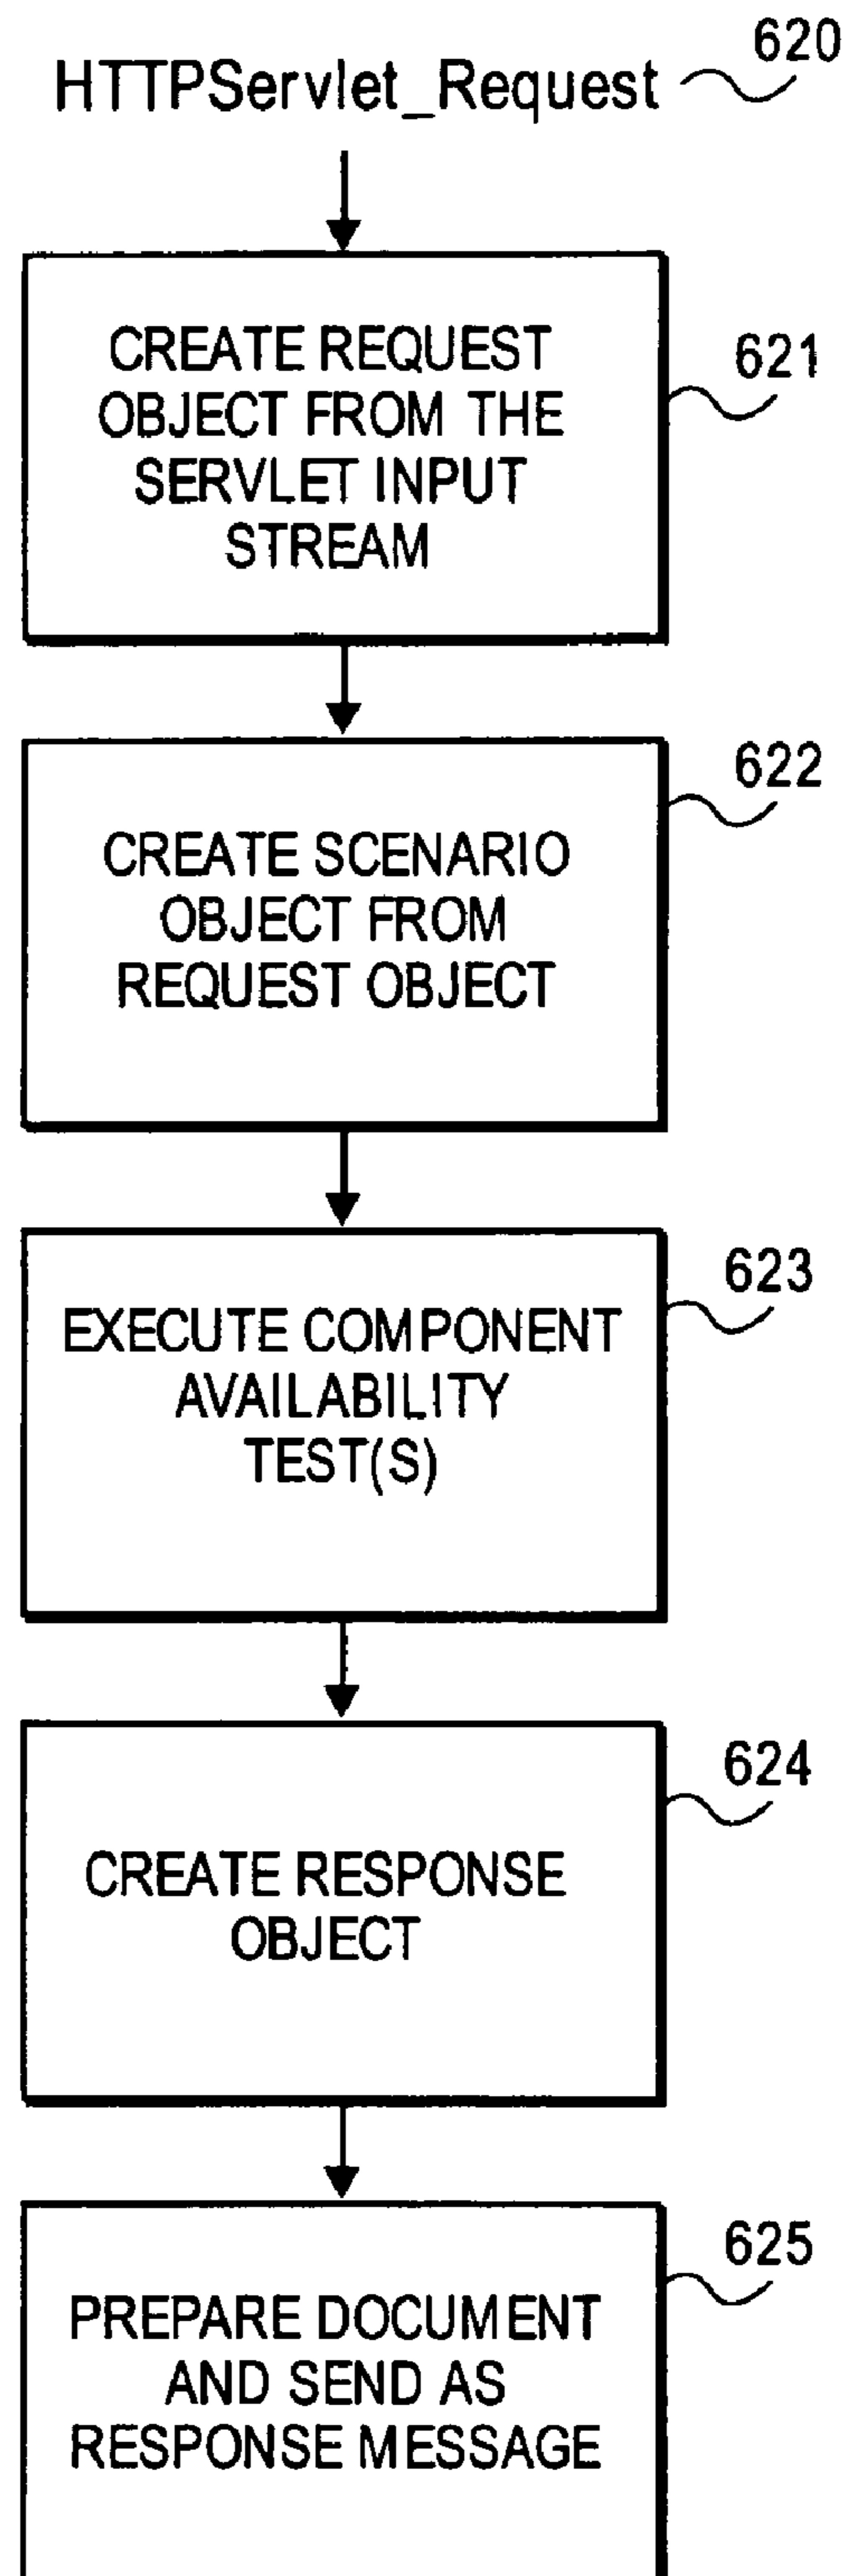 620
HTTPServlet_Request
CREATE REQUEST
OBJECT FROM THE
SERVLET INPUT
STREAM
621
CREATE SCENARIO
OBJECT FROM
REQUEST OBJECT
622
EXECUTE COMPONENT
AVAILABILITY
TEST(S)
623
CREATE RESPONSE
OBJECT
624
PREPARE DOCUMENT
AND SEND AS
RESPONSE MESSAGE
625